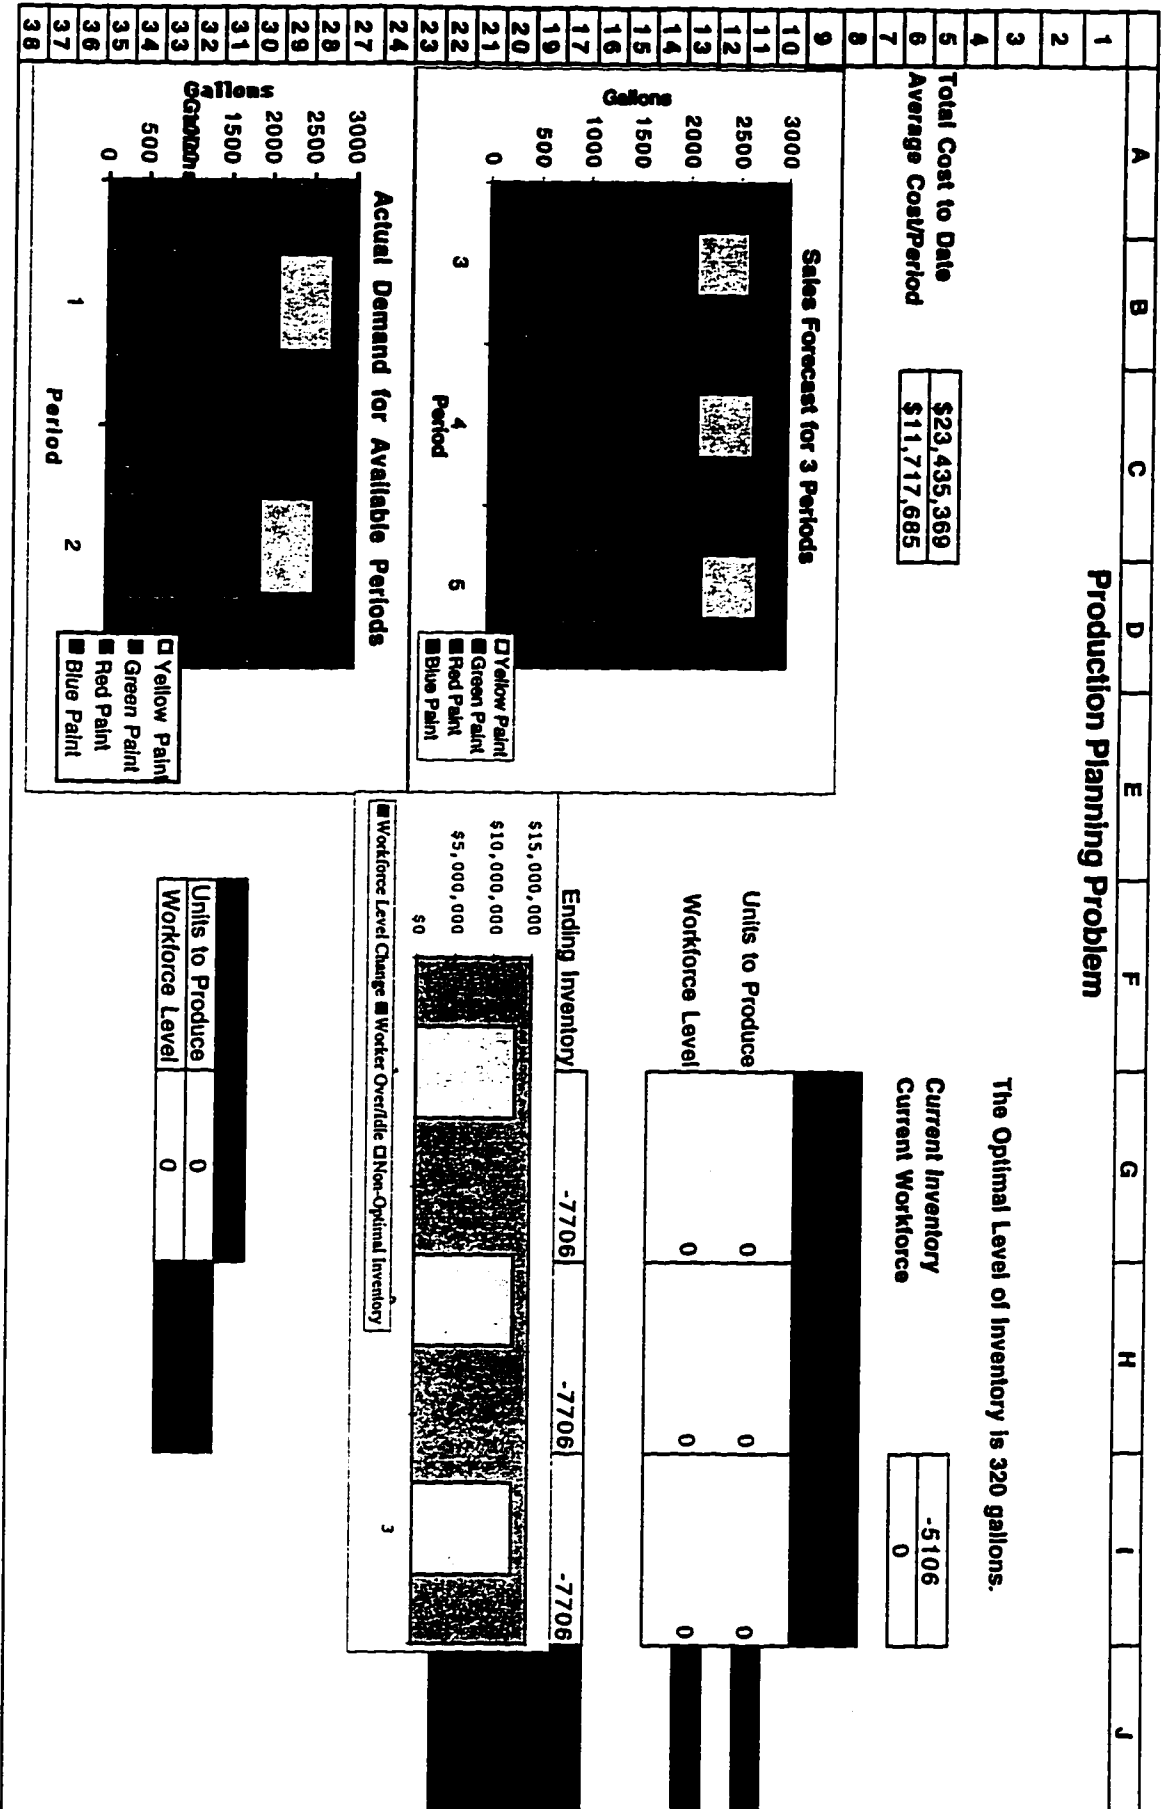 A B C D E F G H I J
1
2
3
4
5
6
7
8
9
10
11
12
13
14
15
16
17
19
20
21
22
23
24
27
28
29
30
31
32
33
34
35
36
37
38
Production Planning Problem
The Optimal Level of Inventory is 320 gallons.
Total Cost to Date $23,435,369
Average Cost/Period $11,717,685
Current Inventory -5106
Current Workforce 0
Units to Produce 0 0 0
Workforce Level 0 0 0
Ending Inventory -7706 -7706 -7706
Sales Forecast for 3 Periods
Gallons
3000
2500
2000
1500
1000
500
0
3 4 5
Period
Yellow Paint
Green Paint
Red Paint
Blue Paint
$15,000,000
$10,000,000
$5,000,000
$0
3
Workforce Level Change Worker Over/Idle Non-Optimal Inventory
Actual Demand for Available Periods
Gallons
3000
2500
2000
1500
500
0
1 2
Period
Yellow Paint
Green Paint
Red Paint
Blue Paint
Units to Produce 0
Workforce Level 0